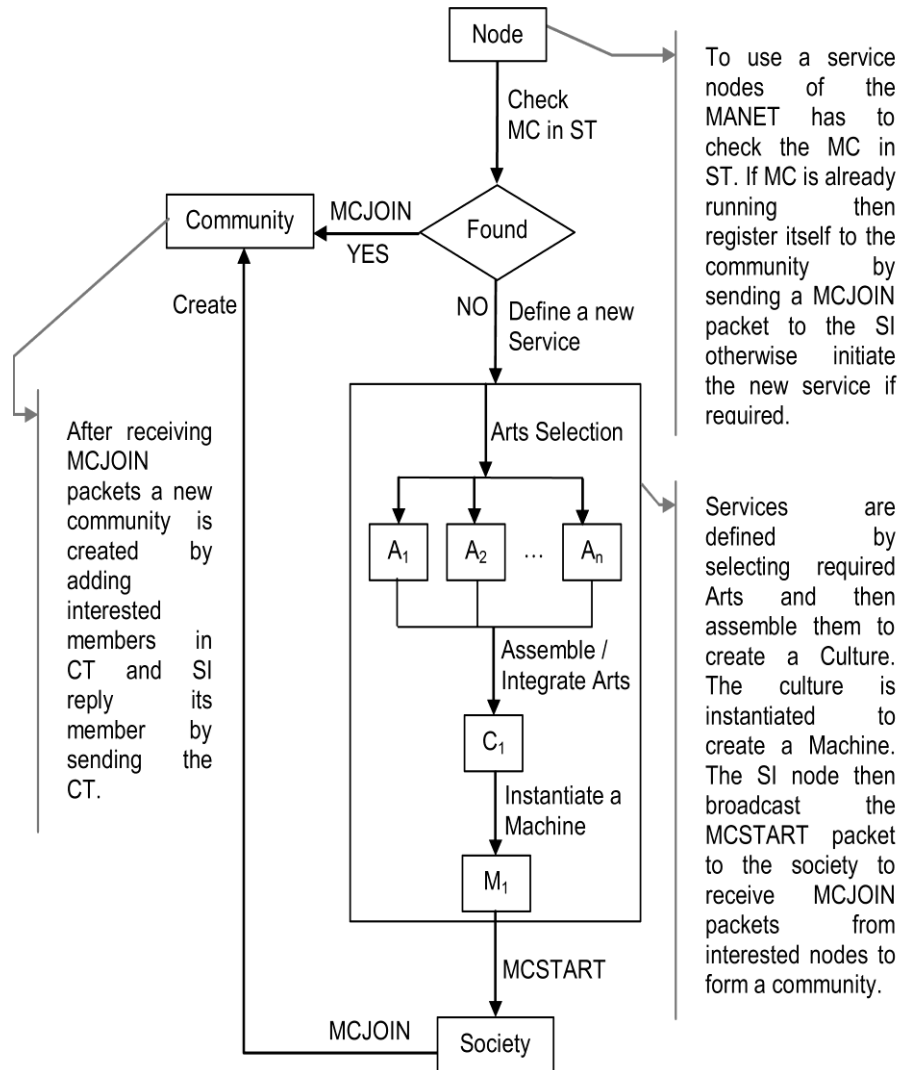 Node
Check
MC in ST
To use a service
nodes of the
MANET has to
check the MC in
ST. If MC is already
running then
register itself to the
community by
sending a MCJOIN
packet to the SI
otherwise initiate
the new service if
required.
Community
MCJOIN
YES
Found
Create
NO
Define a new
Service
After receiving
MCJOIN
packets a new
community is
created by
adding
interested
members in
CT and SI
reply its
member by
sending the
CT.
Arts Selection
A1
A2
...
An
Assemble /
Integrate Arts
C1
Instantiate a
Machine
M1
Services are
defined by
selecting required
Arts and then
assemble them to
create a Culture.
The culture is
instantiated to
create a Machine.
The SI node then
broadcast the
MCSTART packet
to the society to
receive MCJOIN
packets from
interested nodes to
form a community.
MCSTART
MCJOIN
Society